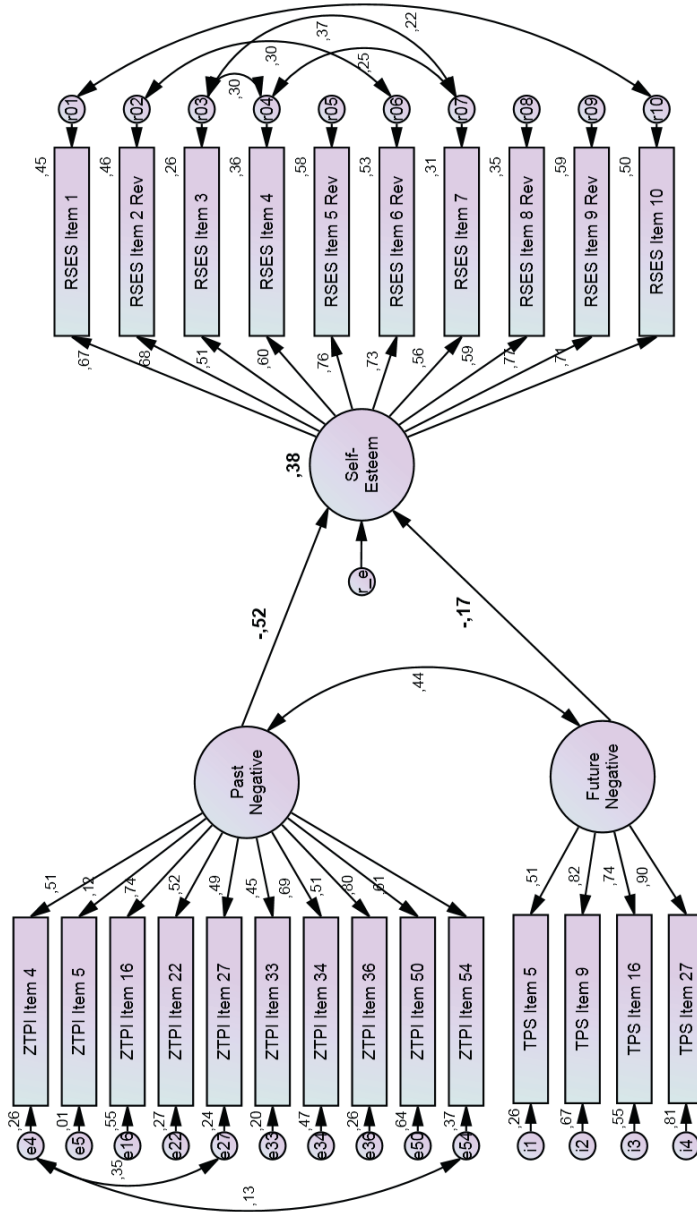 ,13
,35
e4
e5
e16
e22
e27
e33
e34
e36
e50
e54
,26
,01
,55
,27
,24
,20
,47
,26
,64
,37
ZTPI Item 4
ZTPI Item 5
ZTPI Item 16
ZTPI Item 22
ZTPI Item 27
ZTPI Item 33
ZTPI Item 34
ZTPI Item 36
ZTPI Item 50
ZTPI Item 54
,51
,12
,74
,52
,49
,45
,69
,51
,80
,61
Past
Negative
i1
i2
i3
i4
,26
,67
,55
,81
TPS Item 5
TPS Item 9
TPS Item 16
TPS Item 27
,51
,82
,74
,90
Future
Negative
,44
-,52
-,17
r_e
,38
Self-
Esteem
,67
,68
,51
,60
,76
,73
,56
,59
,77
,71
RSES Item 1
RSES Item 2 Rev
RSES Item 3
RSES Item 4
RSES Item 5 Rev
RSES Item 6 Rev
RSES Item 7
RSES Item 8 Rev
RSES Item 9 Rev
RSES Item 10
,45
,46
,26
,36
,58
,53
,31
,35
,59
,50
r01
r02
r03
r04
r05
r06
r07
r08
r09
r10
,30
,30
,25
,37
,22